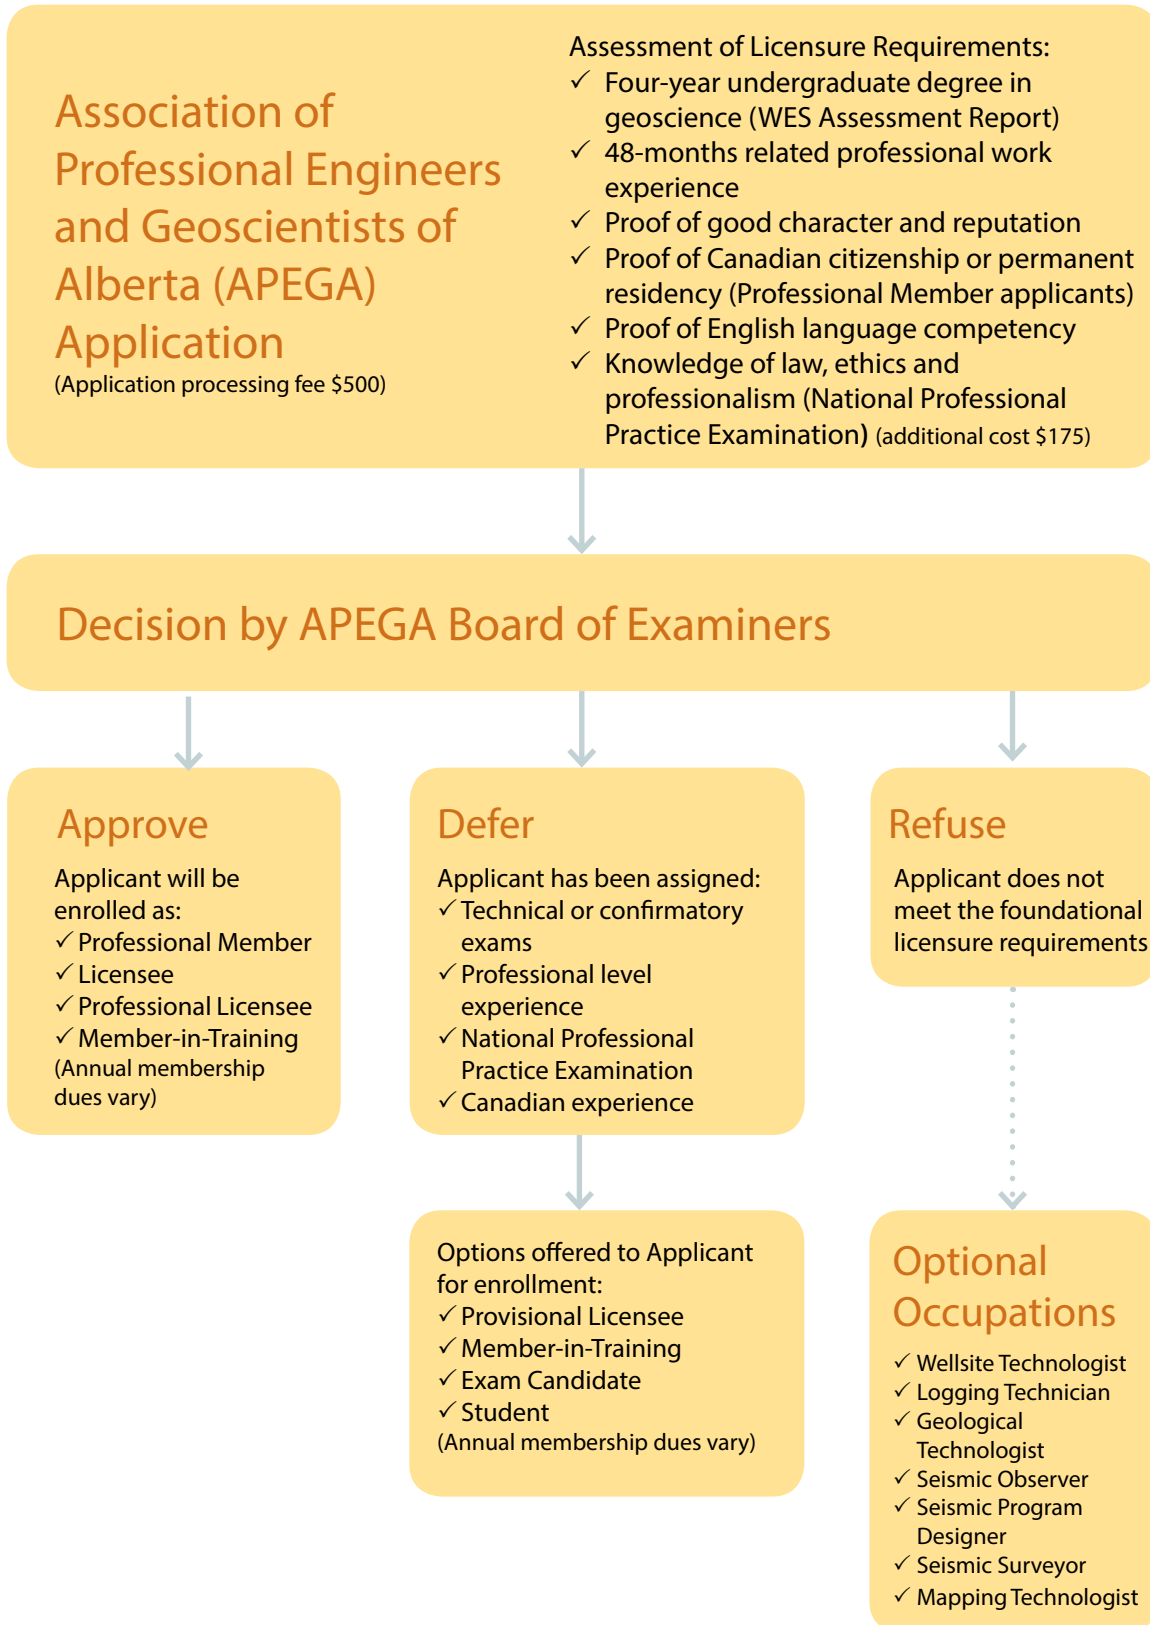 Association of
Professional Engineers
and Geoscientists of
Alberta (APEGA)
Application
(Application processing fee $500)
Assessment of Licensure Requirements:
✓ Four-year undergraduate degree in
geoscience (WES Assessment Report)
✓ 48-months related professional work
experience
✓ Proof of good character and reputation
✓ Proof of Canadian citizenship or permanent
residency (Professional Member applicants)
✓ Proof of English language competency
✓ Knowledge of law, ethics and
professionalism (National Professional
Practice Examination) (additional cost $175)
Decision by APEGA Board of Examiners
Approve
Applicant will be
enrolled as:
✓ Professional Member
✓ Licensee
✓ Professional Licensee
✓ Member-in-Training
(Annual membership
dues vary)
Defer
Applicant has been assigned:
✓ Technical or confirmatory
exams
✓ Professional level
experience
✓ National Professional
Practice Examination
✓ Canadian experience
Refuse
Applicant does not
meet the foundational
licensure requirements
Options offered to Applicant
for enrollment:
✓ Provisional Licensee
✓ Member-in-Training
✓ Exam Candidate
✓ Student
(Annual membership dues vary)
Optional
Occupations
✓ Wellsite Technologist
✓ Logging Technician
✓ Geological
Technologist
✓ Seismic Observer
✓ Seismic Program
Designer
✓ Seismic Surveyor
✓ Mapping Technologist